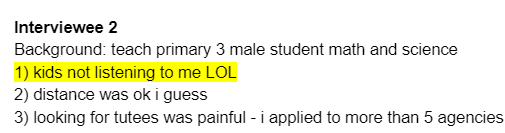 Interviewee 2
Background: teach primary 3 male student math and science
1) kids not listening to me LOL
2) distance was ok i guess
3) looking for tutees was painful - i applied to more than 5 agencies